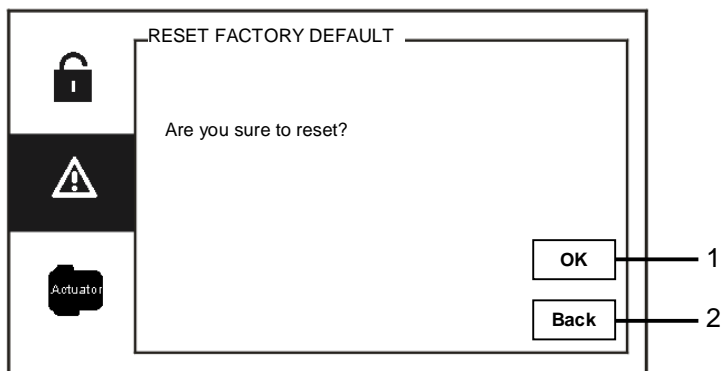 RESET FACTORY DEFAULT
Are you sure to reset?
Actuator
OK
1
Back
2